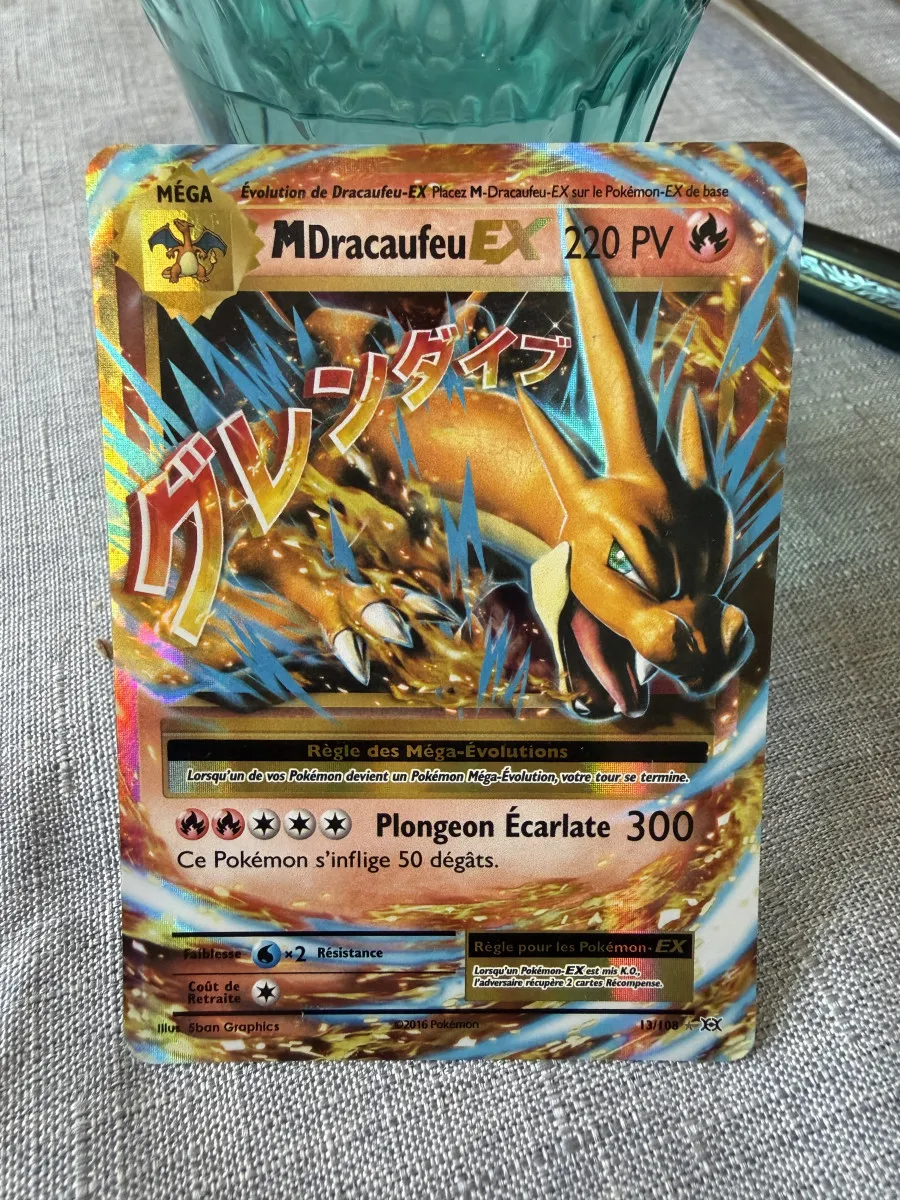 MÉGA
Évolution de Dracaufeu-EX Placez M-Dracaufeu-EX sur le Pokémon-EX de base
M Dracaufeu EX 220 PV
グレンダイブ
Règle des Méga-Évolutions
Lorsqu'un de vos Pokémon devient un Pokémon Méga-Évolution, votre tour se termine.
Plongeon Écarlate 300
Ce Pokémon s'inflige 50 dégâts.
Faiblesse ×2 Résistance
Règle pour les Pokémon-EX
Lorsqu'un Pokémon-EX est mis K.O.,
l'adversaire récupère 2 cartes Récompense.
Coût de
Retraite
Illus. 5ban Graphics
©2016 Pokémon
13/108